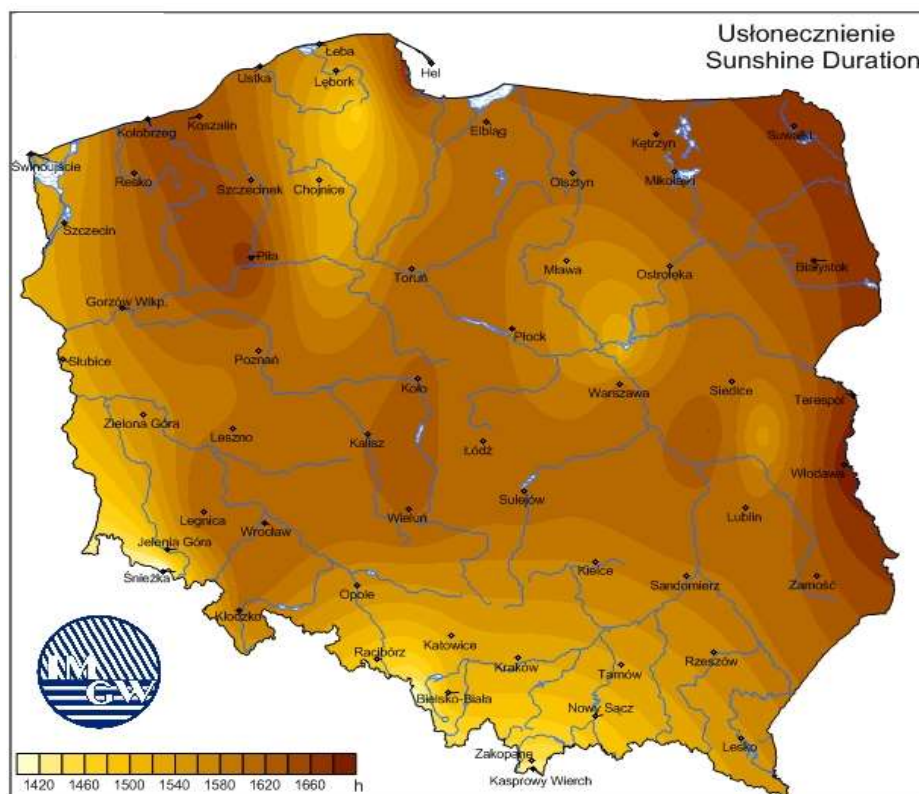 Usłonecznienie
Sunshine Duration
Łeba
Hel
Ustka
Lębork
Koszalin
Kołobrzeg
Elbląg
Kętrzyn
Suwałki
Świnoujście
Resko
Szczecinek
Chojnice
Olsztyn
Mikołajki
Szczecin
Piła
Toruń
Mława
Ostrołęka
Białystok
Gorzów Wlkp.
Płock
Słubice
Poznań
Koło
Warszawa
Siedlce
Terespol
Zielona Góra
Leszno
Kalisz
Łódź
Włodawa
Sulejów
Legnica
Wrocław
Wieluń
Lublin
Jelenia Góra
Śnieżka
Opole
Kielce
Sandomierz
Zamość
Kłodzko
Racibórz
Katowice
Kraków
Tarnów
Rzeszów
Bielsko-Biała
Nowy Sącz
Lesko
Zakopane
Kasprowy Wierch
IM
GW
1420 1460 1500 1540 1580 1620 1660 h